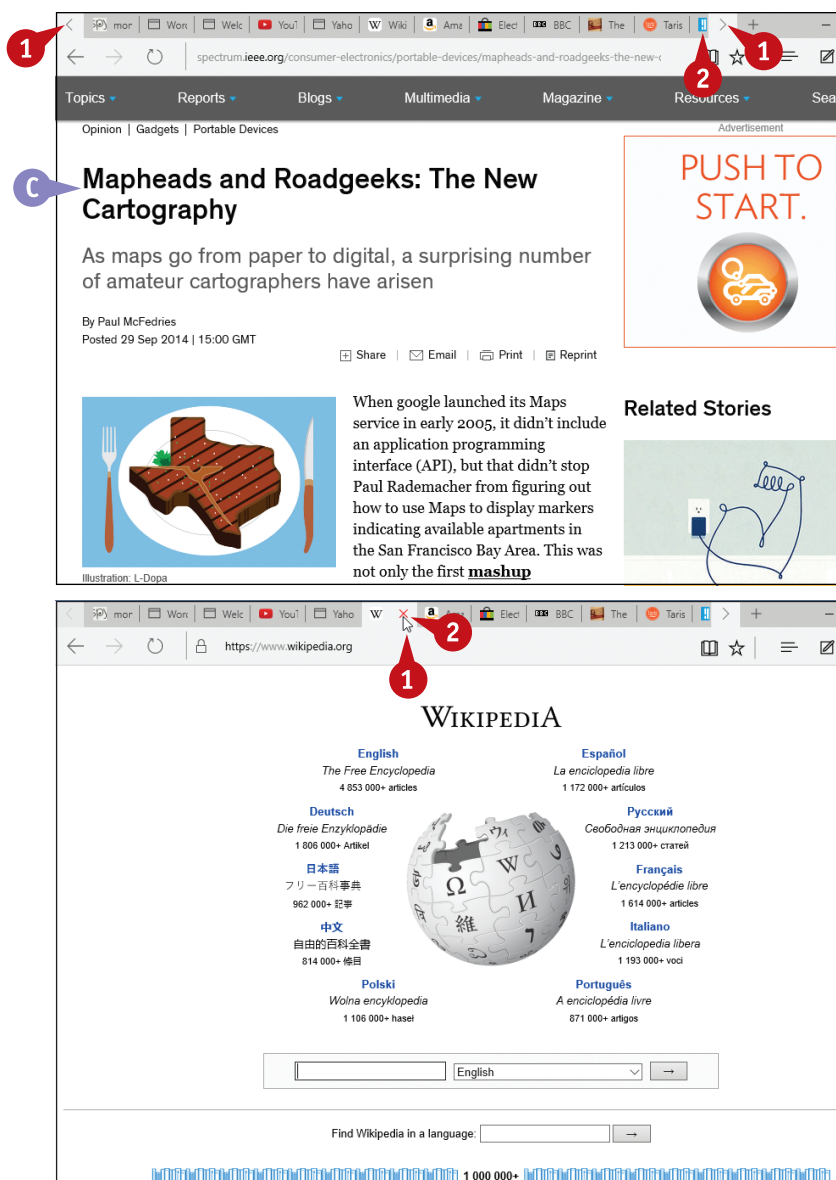 mor Word Welc YouT Yaho W Wiki a Ama Elect BBC BBC The Taris
1 1
spectrum.ieee.org/consumer-electronics/portable-devices/mapheads-and-roadgeeks-the-new-
2
Topics Reports Blogs Multimedia Magazine Resources Sea
Opinion | Gadgets | Portable Devices
Advertisement
C
Mapheads and Roadgeeks: The New
Cartography
As maps go from paper to digital, a surprising number
of amateur cartographers have arisen
PUSH TO
START.
By Paul McFedries
Posted 29 Sep 2014 | 15:00 GMT
Share | Email | Print | Reprint
When google launched its Maps
service in early 2005, it didn't include
an application programming
interface (API), but that didn't stop
Paul Rademacher from figuring out
how to use Maps to display markers
indicating available apartments in
the San Francisco Bay Area. This was
not only the first mashup
Illustration: L-Dopa
Related Stories
mor Word Welc YouT Yaho W a Ama Elect BBC BBC The Taris
2
https://www.wikipedia.org
1
WIKIPEDIA
English
The Free Encyclopedia
4 853 000+ articles
Español
La enciclopedia libre
1 172 000+ artículos
Deutsch
Die freie Enzyklopädie
1 806 000+ Artikel
Русский
Свободная энциклопедия
1 213 000+ статей
日本語
フリー百科事典
962 000+ 記事
Français
L'encyclopédie libre
1 614 000+ articles
中文
自由的百科全書
814 000+ 條目
Italiano
L'enciclopedia libera
1 193 000+ voci
Polski
Wolna encyklopedia
1 106 000+ haseł
Português
A enciclopédia livre
871 000+ artigos
Ω W И 維 7
English →
Find Wikipedia in a language: →
1 000 000+